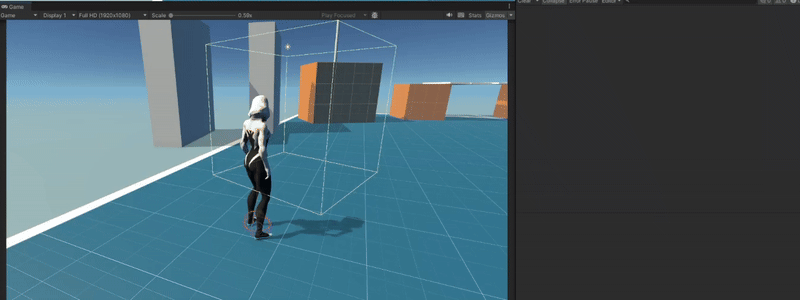 Game
Game Display 1 Full HD (1920x1080) Scale 0.58x Play Focused Stats Gizmos
Clear Collapse Error Pause Editor